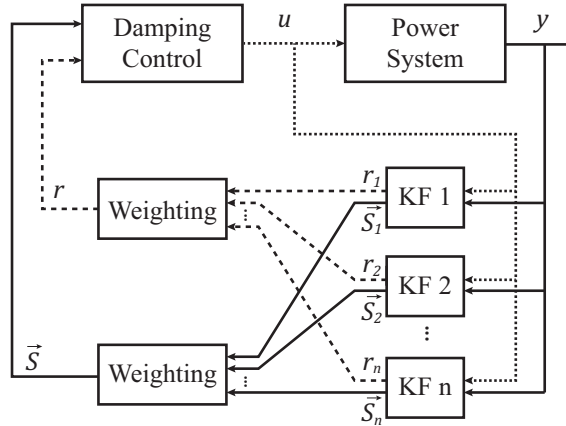 Damping
Control
u
Power
System
y
r
Weighting
r₁
S₁⃗
KF 1
r₂
S₂⃗
KF 2
⋮
S⃗
Weighting
rₙ
Sₙ⃗
KF n